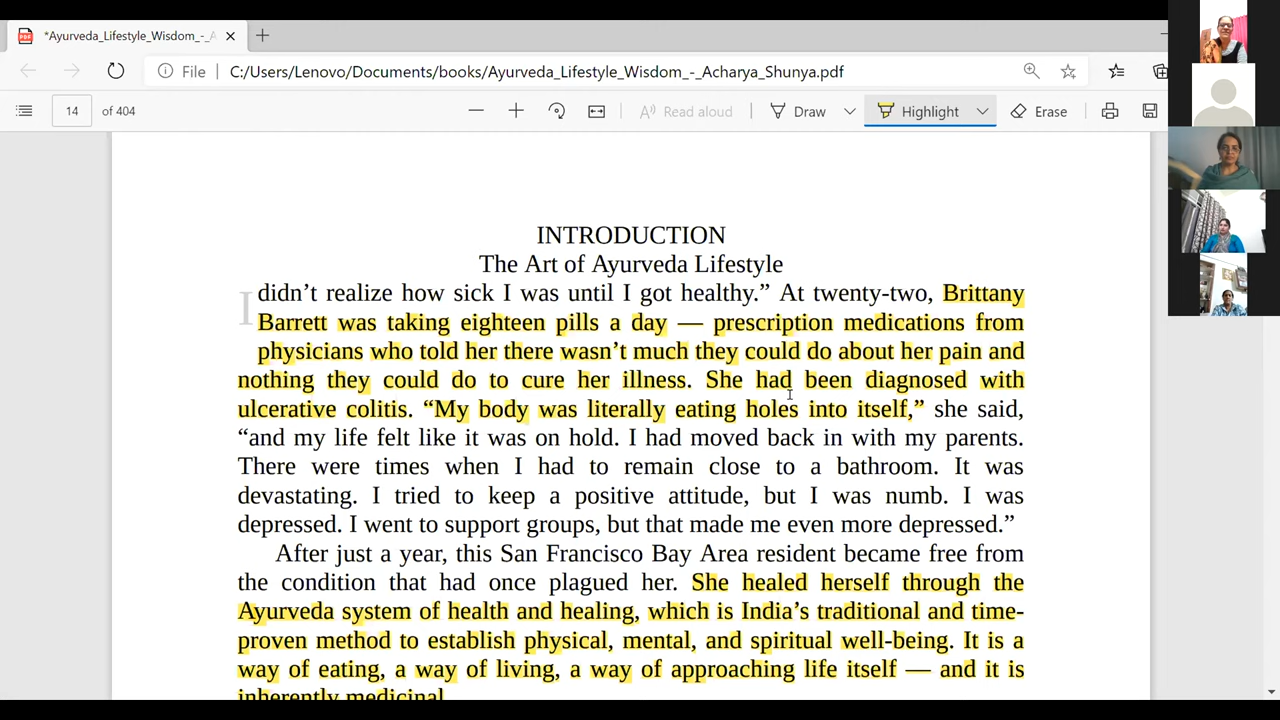 *Ayurveda_Lifestyle_Wisdom_-_A
File C:/Users/Lenovo/Documents/books/Ayurveda_Lifestyle_Wisdom_-_Acharya_Shunya.pdf
14 of 404 Read aloud Draw Highlight Erase
INTRODUCTION
The Art of Ayurveda Lifestyle
I didn’t realize how sick I was until I got healthy.” At twenty-two, Brittany
Barrett was taking eighteen pills a day — prescription medications from
physicians who told her there wasn’t much they could do about her pain and
nothing they could do to cure her illness. She had been diagnosed with
ulcerative colitis. “My body was literally eating holes into itself,” she said,
“and my life felt like it was on hold. I had moved back in with my parents.
There were times when I had to remain close to a bathroom. It was
devastating. I tried to keep a positive attitude, but I was numb. I was
depressed. I went to support groups, but that made me even more depressed.”
After just a year, this San Francisco Bay Area resident became free from
the condition that had once plagued her. She healed herself through the
Ayurveda system of health and healing, which is India’s traditional and time-
proven method to establish physical, mental, and spiritual well-being. It is a
way of eating, a way of living, a way of approaching life itself — and it is
inherently medicinal.